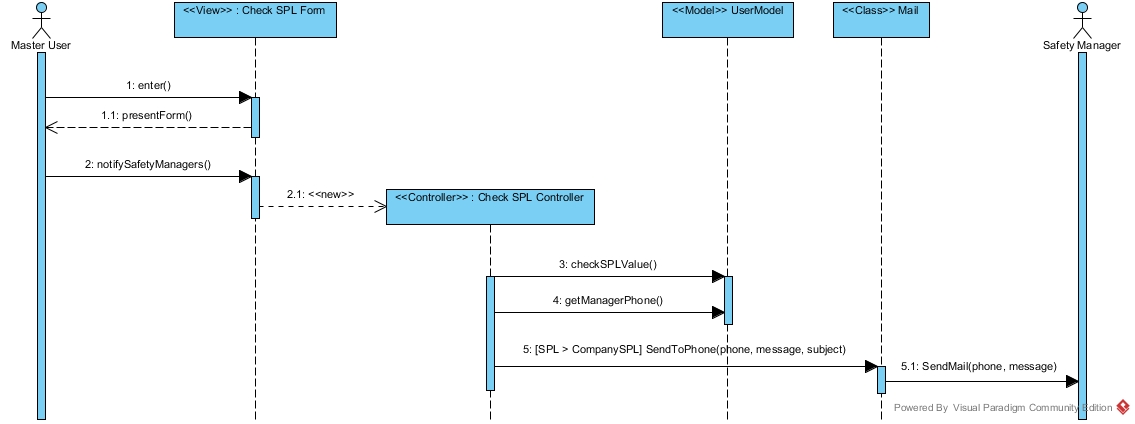 <<View>> : Check SPL Form
<<Model>> UserModel
<<Class>> Mail
Master User
Safety Manager
1: enter()
1.1: presentForm()
2: notifySafetyManagers()
2.1: <<new>>
<<Controller>> : Check SPL Controller
3: checkSPLValue()
4: getManagerPhone()
5: [SPL > CompanySPL] SendToPhone(phone, message, subject)
5.1: SendMail(phone, message)
Powered By Visual Paradigm Community Edition